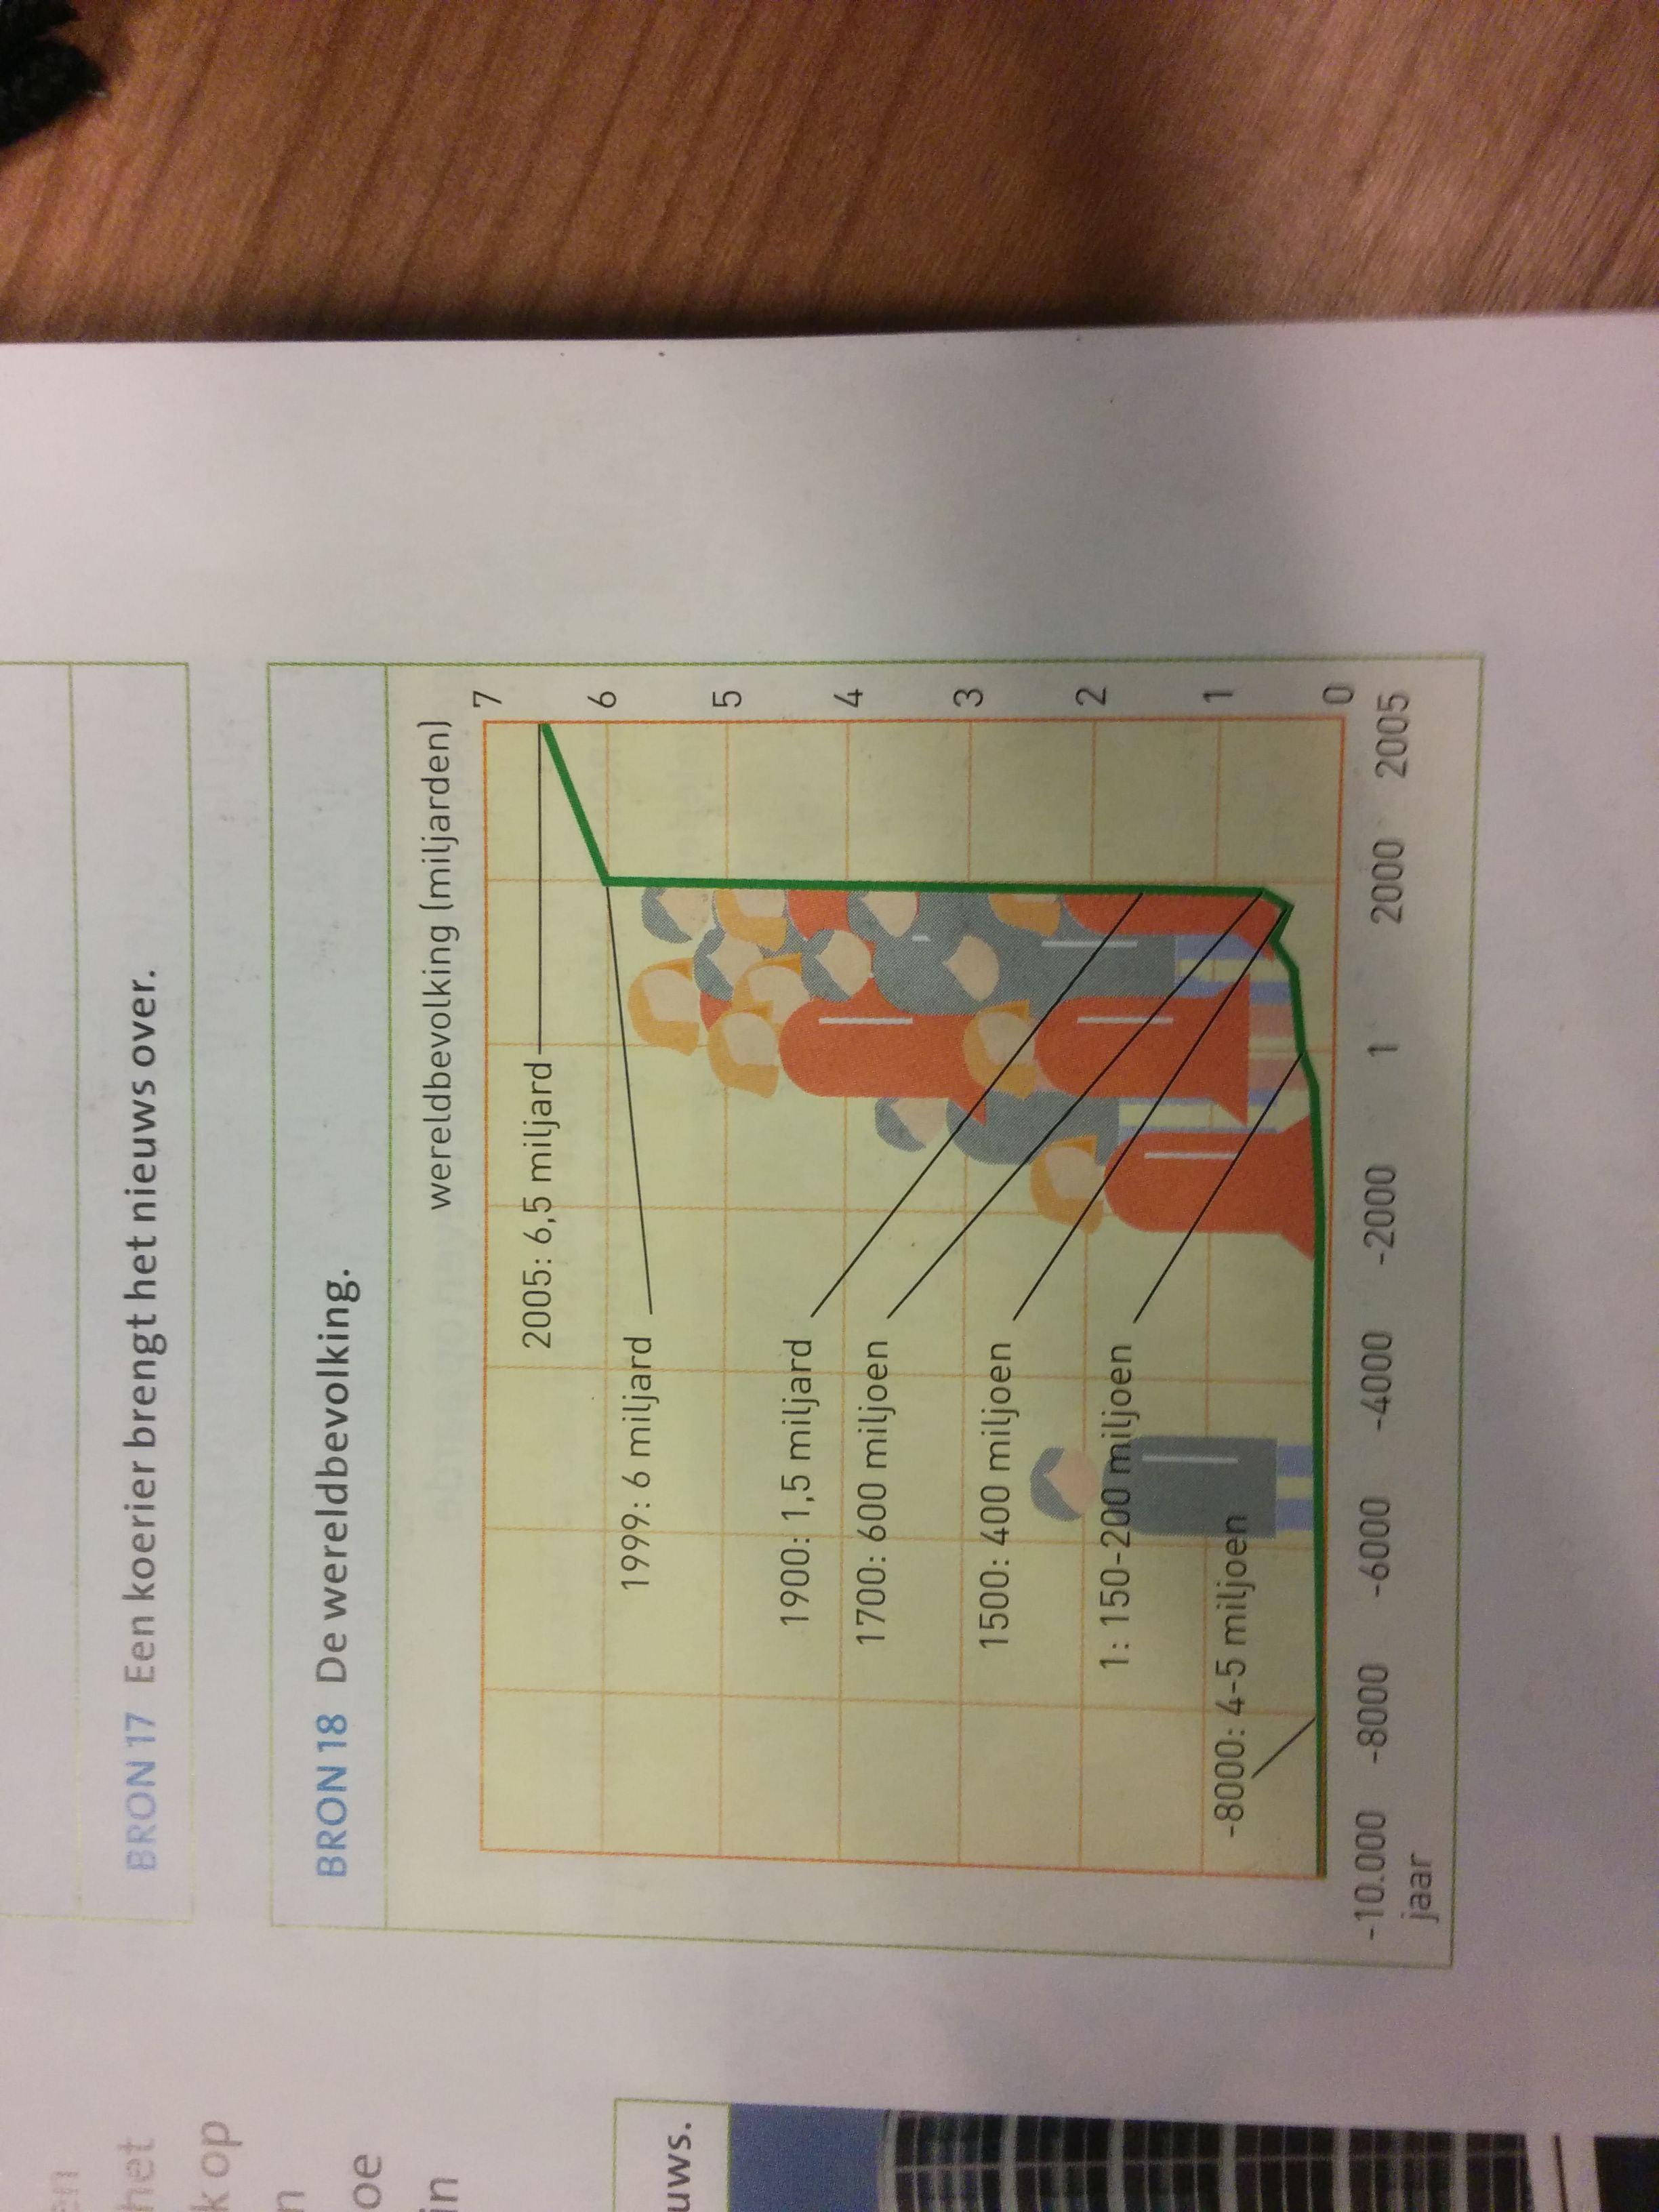 BRON 17 Een koerier brengt het nieuws over.
BRON 18 De wereldbevolking.
wereldbevolking (miljarden)
7
2005: 6,5 miljard
6
1999: 6 miljard
5
1900: 1,5 miljard
4
1700: 600 miljoen
3
1500: 400 miljoen
2
1: 150-200 miljoen
1
-8000: 4-5 miljoen
0
-10.000 -8000 -6000 -4000 -2000 1 2000 2005
jaar
het
k op
n
oe
in
uws.